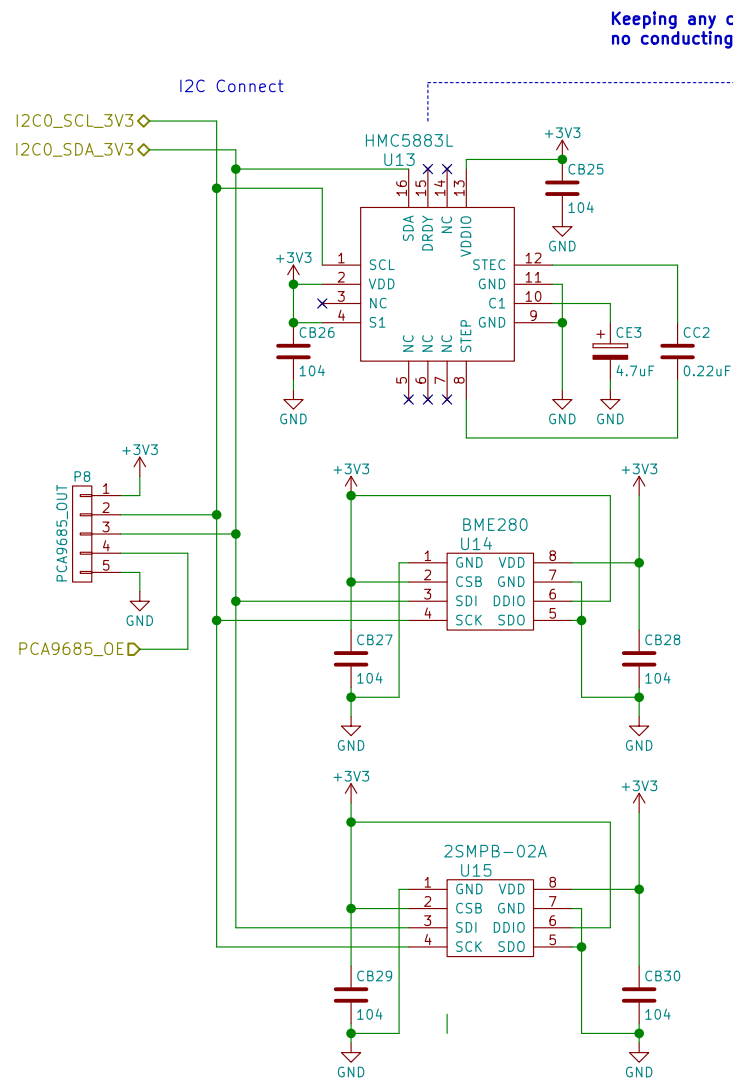 Keeping any c
no conducting
I2C Connect
I2C0_SCL_3V3
I2C0_SDA_3V3
HMC5883L
U13
+3V3
CB25
104
GND
16
15
14
13
SDA
DRDY
NC
VDDIO
1 SCL
2 VDD
3 NC
4 S1
STEC 12
GND 11
C1 10
GND 9
NC
NC
NC
STEP
5
6
7
8
+3V3
CB26
104
GND
GND
+
CE3
4.7uF
GND
CC2
0.22uF
+3V3
P8
PCA9685_OUT
1
2
3
4
5
GND
PCA9685_OE
+3V3
+3V3
BME280
U14
1 GND VDD 8
2 CSB GND 7
3 SDI DDIO 6
4 SCK SDO 5
CB27
104
GND
CB28
104
GND
+3V3
+3V3
2SMPB-02A
U15
1 GND VDD 8
2 CSB GND 7
3 SDI DDIO 6
4 SCK SDO 5
CB29
104
GND
CB30
104
GND